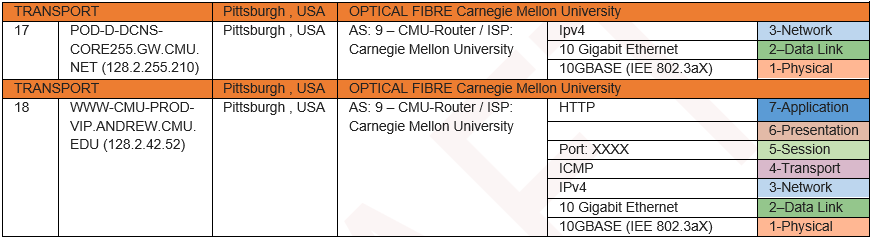 TRANSPORT Pittsburgh , USA OPTICAL FIBRE Carnegie Mellon University
17 POD-D-DCNS- Pittsburgh , USA AS: 9 – CMU-Router / ISP: Ipv4 3-Network
CORE255.GW.CMU. Carnegie Mellon University 10 Gigabit Ethernet 2–Data Link
NET (128.2.255.210) 10GBASE (IEEE 802.3aX) 1-Physical
TRANSPORT Pittsburgh , USA OPTICAL FIBRE Carnegie Mellon University
18 WWW-CMU-PROD- Pittsburgh , USA AS: 9 – CMU-Router / ISP: HTTP 7-Application
VIP.ANDREW.CMU. Carnegie Mellon University 6-Presentation
EDU (128.2.42.52) Port: XXXX 5-Session
ICMP 4-Transport
IPv4 3-Network
10 Gigabit Ethernet 2–Data Link
10GBASE (IEEE 802.3aX) 1-Physical